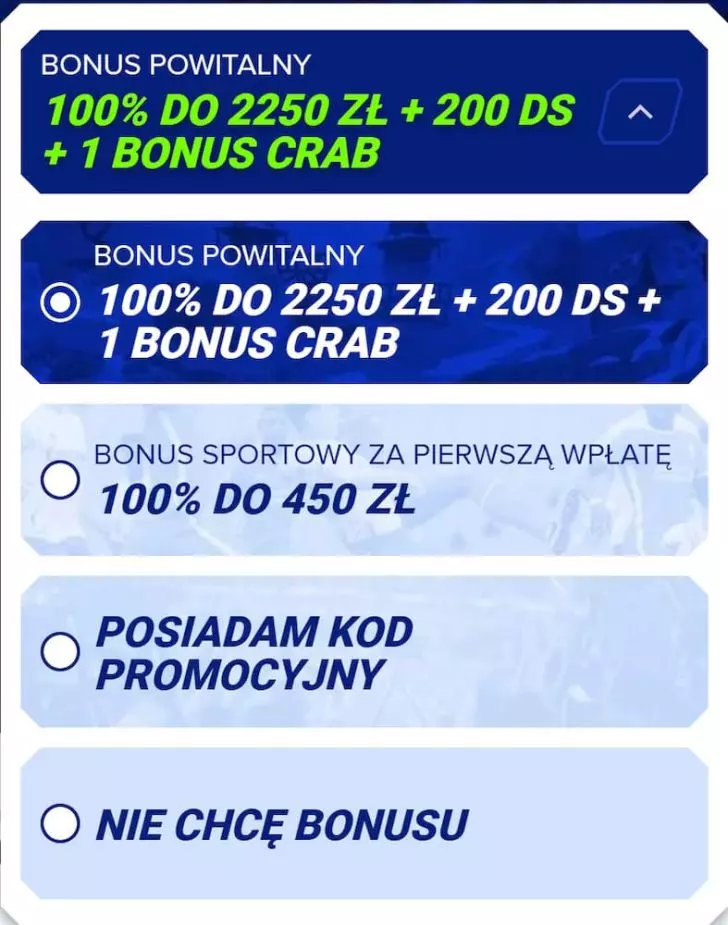 BONUS POWITALNY
100% DO 2250 ZŁ + 200 DS
+ 1 BONUS CRAB
BONUS POWITALNY
100% DO 2250 ZŁ + 200 DS +
1 BONUS CRAB
BONUS SPORTOWY ZA PIERWSZĄ WPŁATĘ
100% DO 450 ZŁ
POSIADAM KOD
PROMOCYJNY
NIE CHCĘ BONUSU